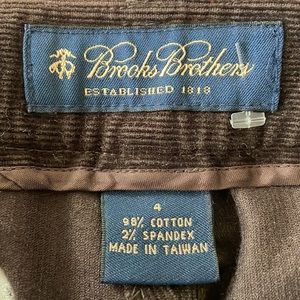 Brooks Brothers
ESTABLISHED 1818
4
98% COTTON
2% SPANDEX
MADE IN TAIWAN